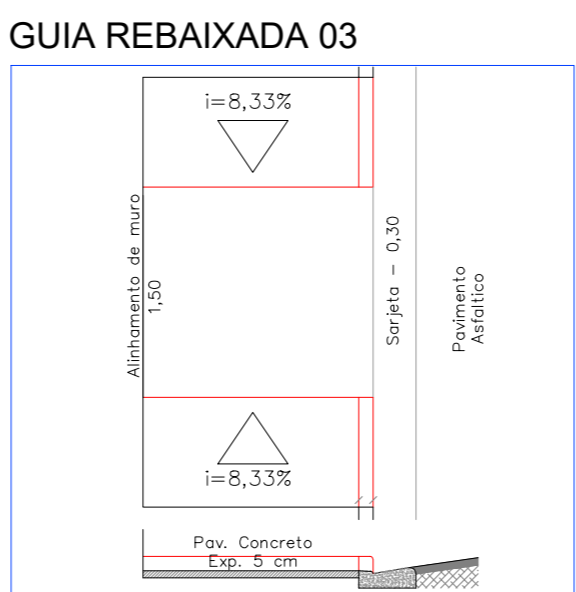 GUIA REBAIXADA 03
i=8,33%
Alinhamento de muro
1,50
Sarjeta - 0,30
Pavimento
Asfaltico
i=8,33%
Pav. Concreto
Exp. 5 cm